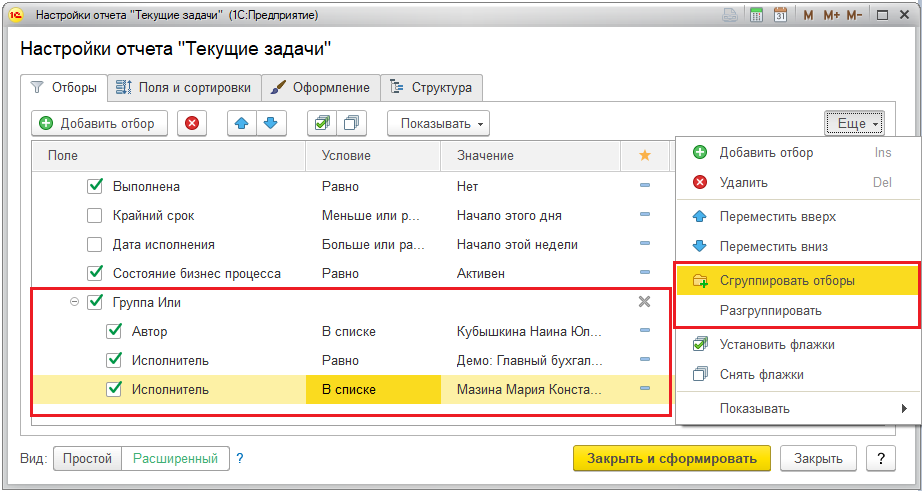 Настройки отчета "Текущие задачи" (1С:Предприятие)
31 M M+ M-
Настройки отчета "Текущие задачи"
Отборы Поля и сортировки Оформление Структура
Добавить отбор Показывать Еще
Поле Условие Значение
Выполнена Равно Нет
Крайний срок Меньше или р... Начало этого дня
Дата исполнения Больше или ра... Начало этой недели
Состояние бизнес процесса Равно Активен
Группа Или
Автор В списке Кубышкина Наина Юл...
Исполнитель Равно Демо: Главный бухгал...
Исполнитель В списке Мазина Мария Конста...
Добавить отбор Ins
Удалить Del
Переместить вверх
Переместить вниз
Сгруппировать отборы
Разгруппировать
Установить флажки
Снять флажки
Показывать
Вид: Простой Расширенный ? Закрыть и сформировать Закрыть ?